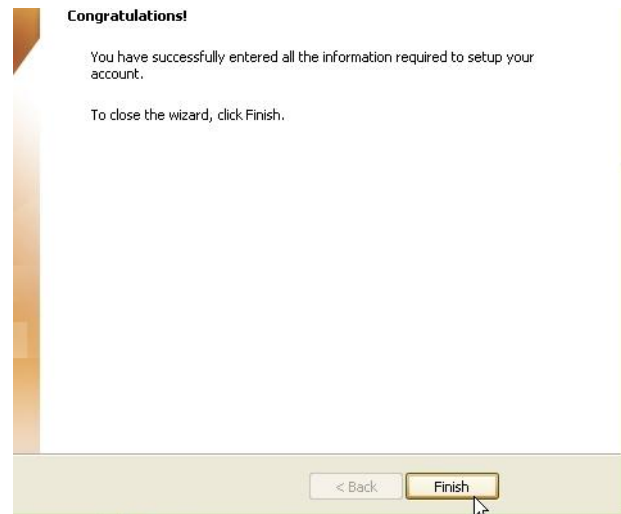 Congratulations!
You have successfully entered all the information required to setup your
account.
To close the wizard, click Finish.
< Back
Finish